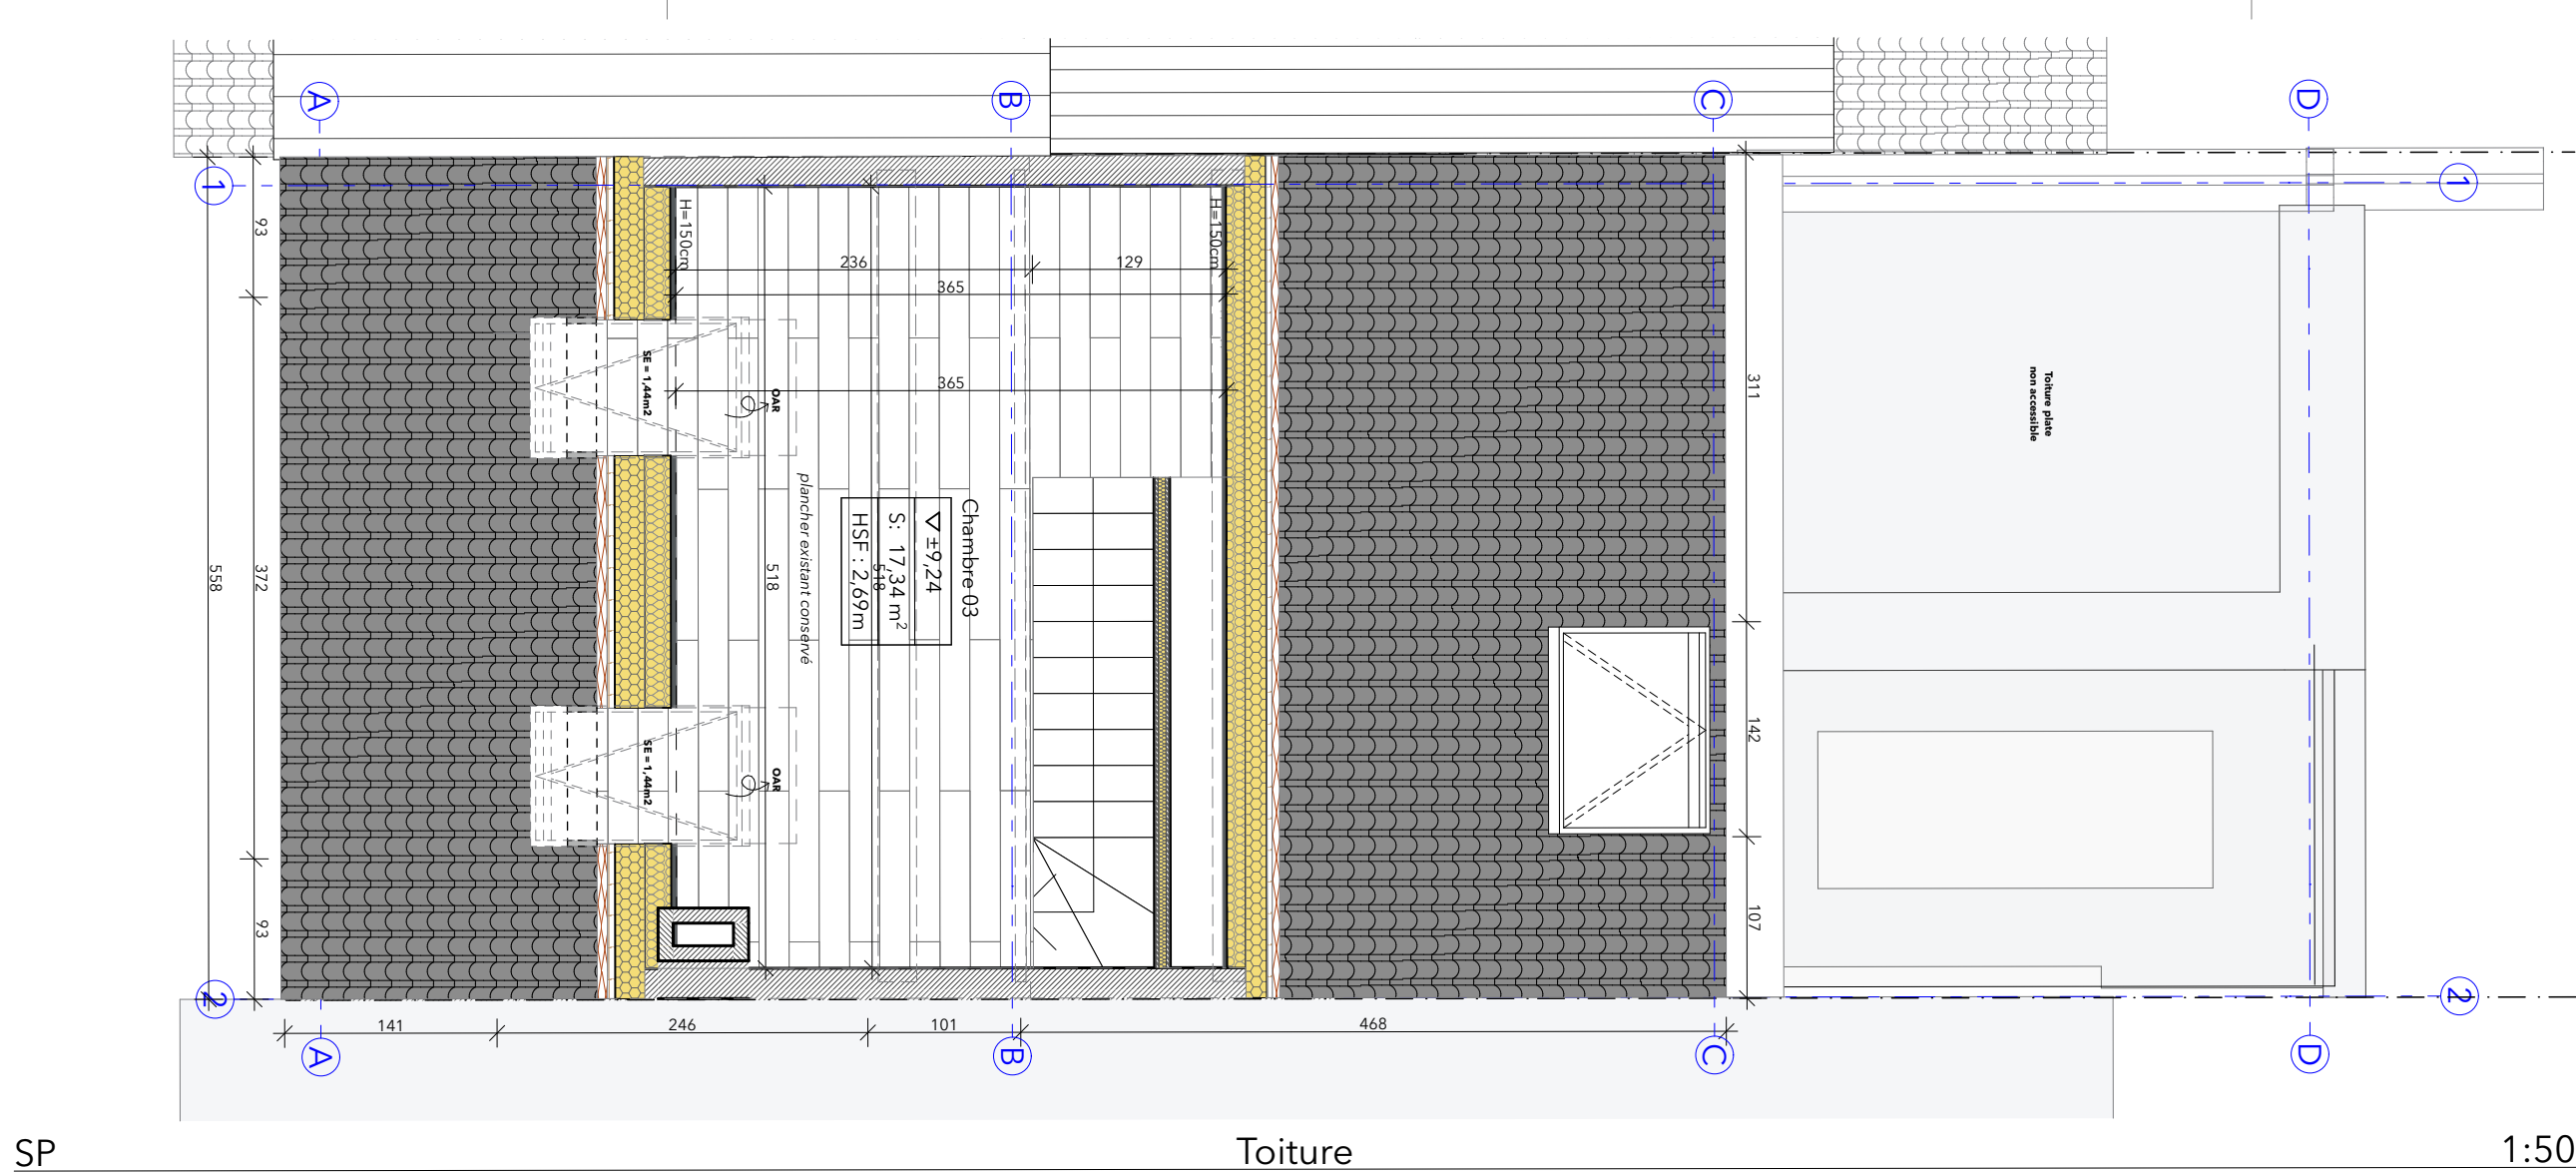 A
B
C
D
1
1
H=150cm
H=150cm
93
236
129
365
365
311
SE = 1,44m2
OAR
Toiture plate
non accessible
plancher existant conservé
Chambre 03
±9,24
S: 17,34 m²
HSF : 2,69m
518
518
558
372
142
SE = 1,44m2
OAR
93
107
2
2
141
246
101
468
A
B
C
D
SP
Toiture
1:50